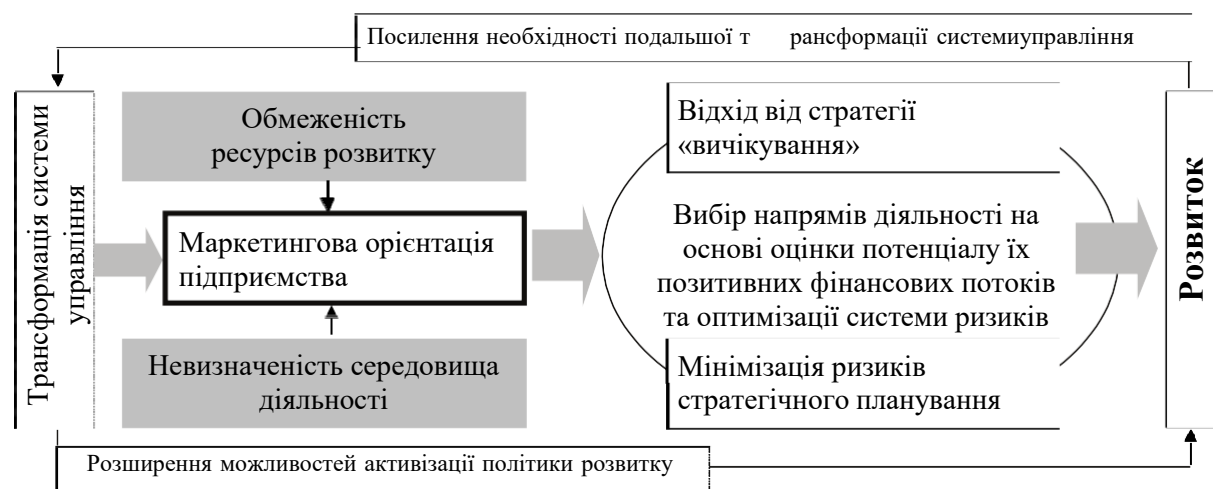 Посилення необхідності подальшої т рансформації системиуправління
Трансформація системи
управління
Обмеженість
ресурсів розвитку
Маркетингова орієнтація
підприємства
Невизначеність середовища
діяльності
Відхід від стратегії
«вичікування»
Вибір напрямів діяльності на
основі оцінки потенціалу їх
позитивних фінансових потоків
та оптимізації системи ризиків
Мінімізація ризиків
стратегічного планування
Розвиток
Розширення можливостей активізації політики розвитку